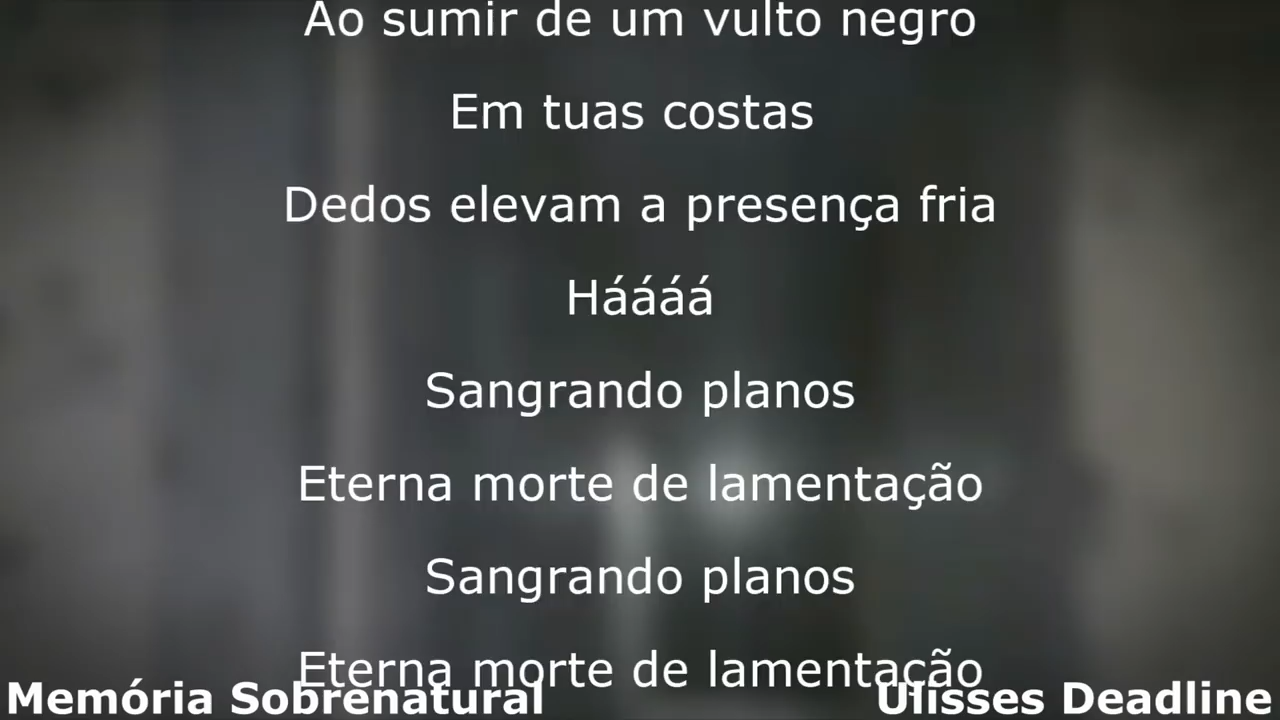 Ao sumir de um vulto negro
Em tuas costas
Dedos elevam a presença fria
Háááá
Sangrando planos
Eterna morte de lamentação
Sangrando planos
Eterna morte de lamentação
Memória Sobrenatural
Ulisses Deadline